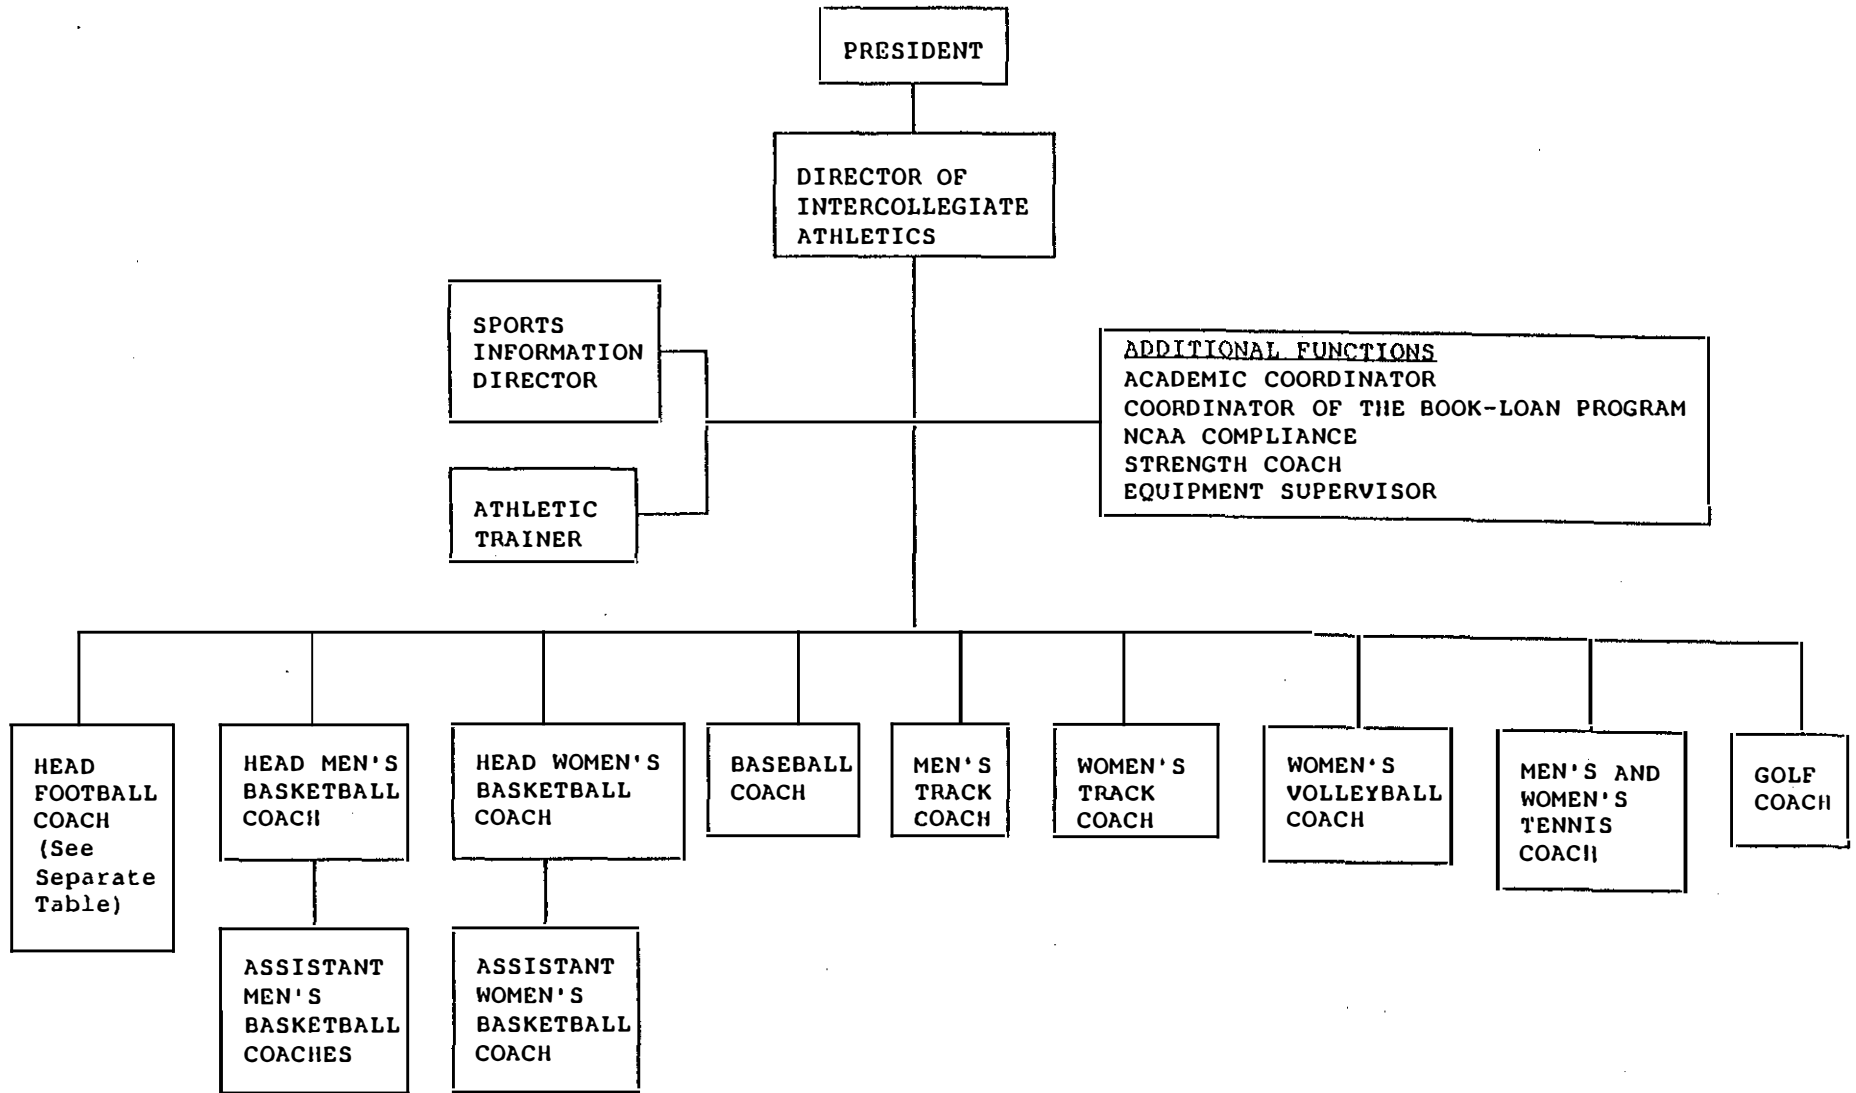 PRESIDENT
DIRECTOR OF
INTERCOLLEGIATE
ATHLETICS
SPORTS
INFORMATION
DIRECTOR
ADDITIONAL FUNCTIONS
ACADEMIC COORDINATOR
COORDINATOR OF THE BOOK-LOAN PROGRAM
NCAA COMPLIANCE
STRENGTH COACH
EQUIPMENT SUPERVISOR
ATHLETIC
TRAINER
HEAD
FOOTBALL
COACH
(See
Separate
Table)
HEAD MEN'S
BASKETBALL
COACH
HEAD WOMEN'S
BASKETBALL
COACH
BASEBALL
COACH
MEN'S
TRACK
COACH
WOMEN'S
TRACK
COACH
WOMEN'S
VOLLEYBALL
COACH
MEN'S AND
WOMEN'S
TENNIS
COACH
GOLF
COACH
ASSISTANT
MEN'S
BASKETBALL
COACHES
ASSISTANT
WOMEN'S
BASKETBALL
COACH